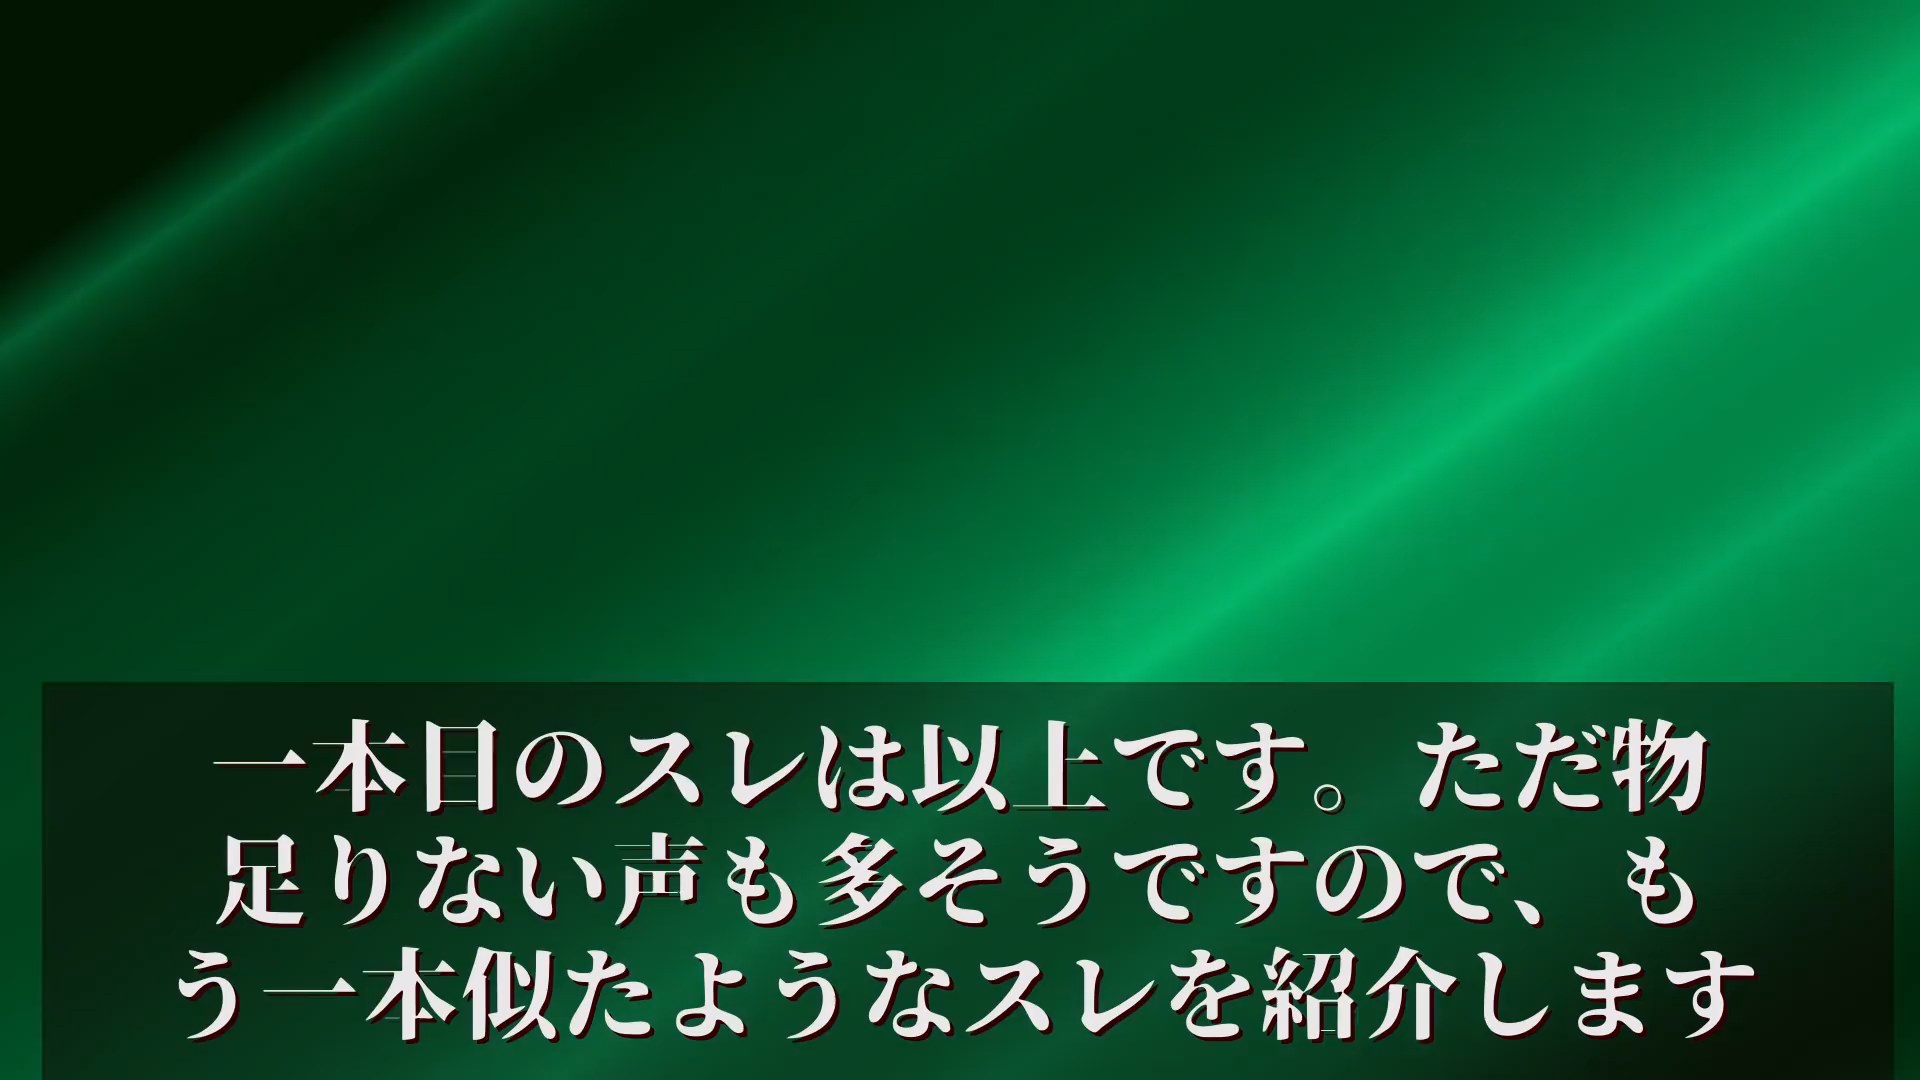 一本目のスレは以上です。ただ物
足りない声も多そうですので、も
う一本似たようなスレを紹介します